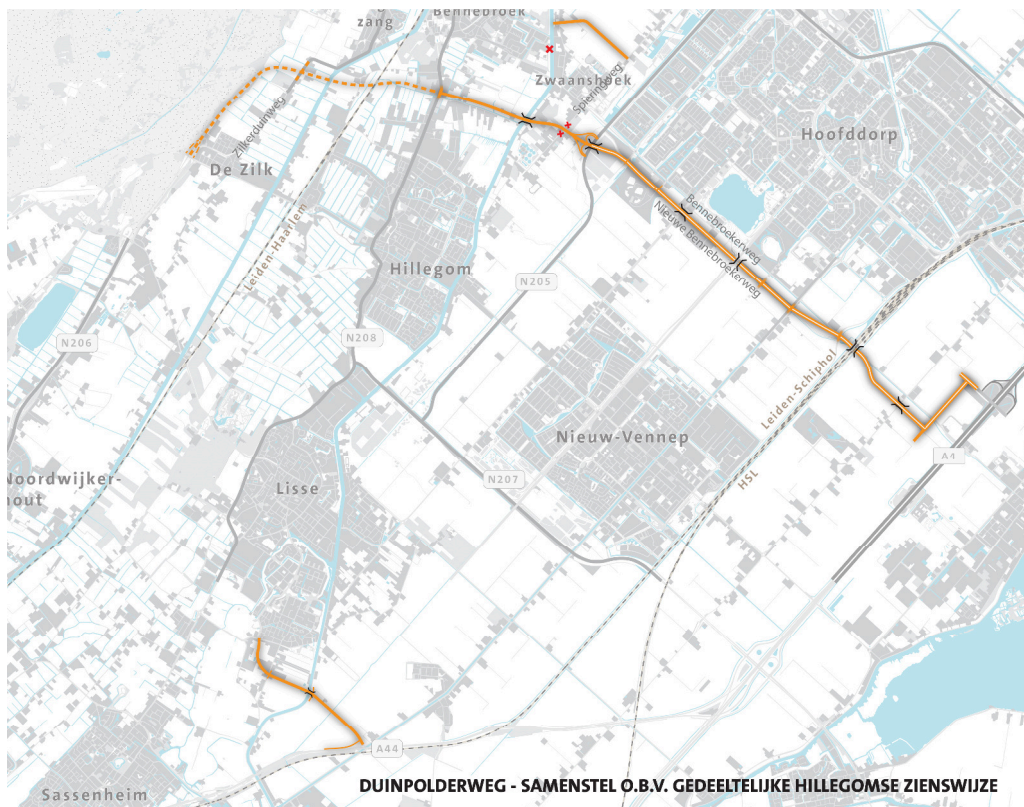 Bennebroek
zang
Zwaanshoek
Spieringweg
Hoofddorp
Zilkerduinweg
De Zilk
Bennebroekerweg
Nieuwe Bennebroekerweg
Leiden-Haarlem
Hillegom
N205
N206
N208
Leiden-Schiphol
Nieuw-Vennep
A4
Noordwijker-
hout
Lisse
N207
HSL
A44
DUINPOLDERWEG - SAMENSTEL O.B.V. GEDEELTELIJKE HILLEGOMSE ZIENSWIJZE
Sassenheim